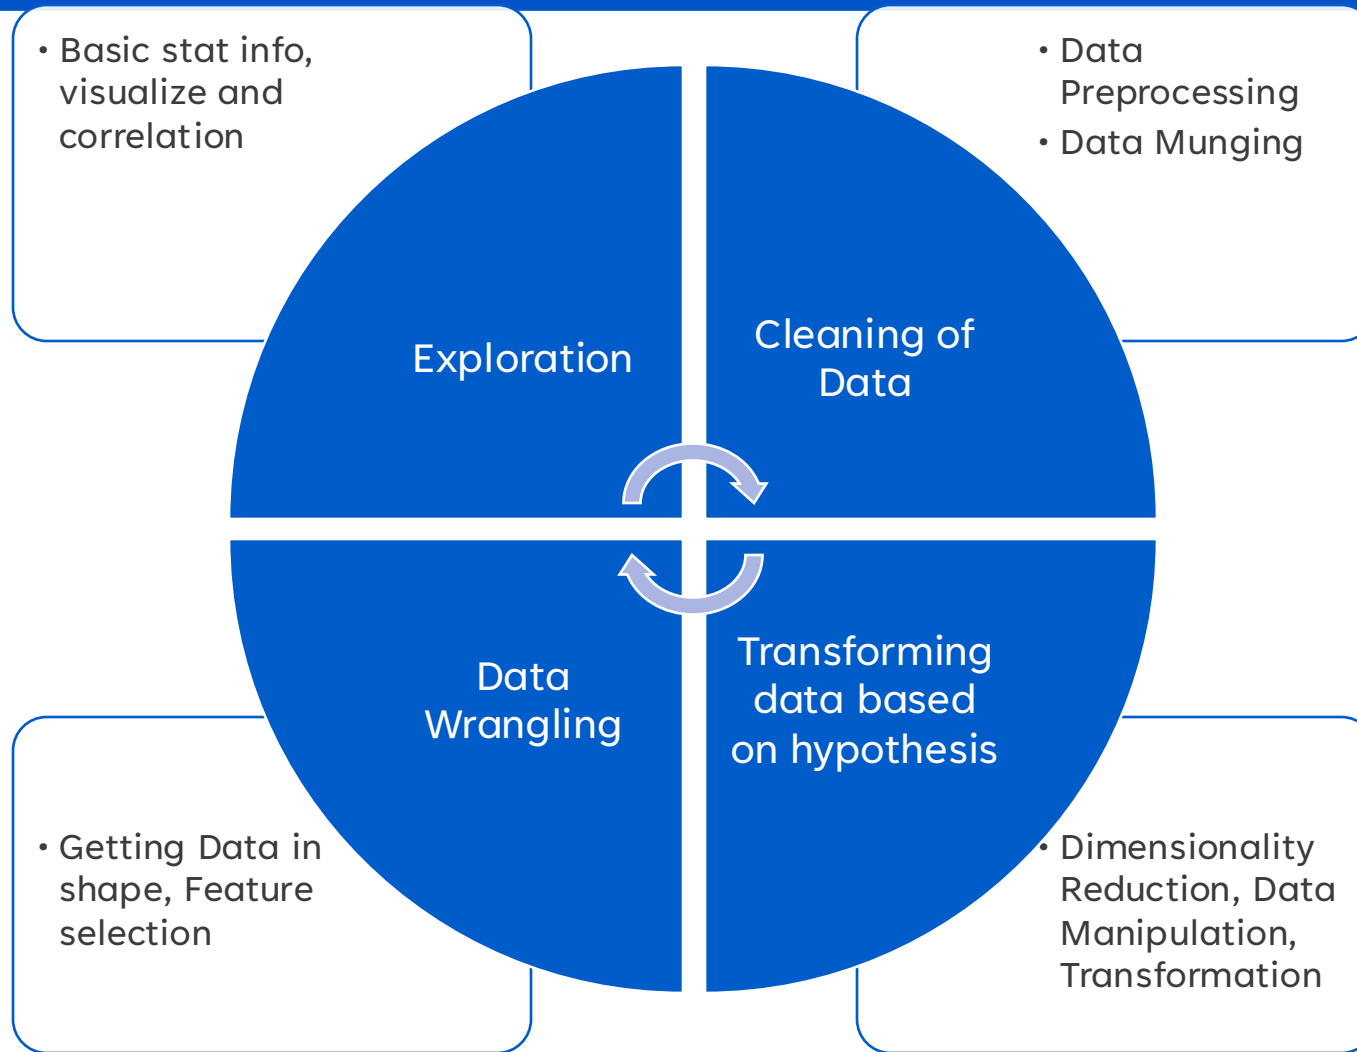 • Basic stat info,
visualize and
correlation
• Data
Preprocessing
• Data Munging
Exploration
Cleaning of
Data
Data
Wrangling
Transforming
data based
on hypothesis
• Getting Data in
shape, Feature
selection
• Dimensionality
Reduction, Data
Manipulation,
Transformation